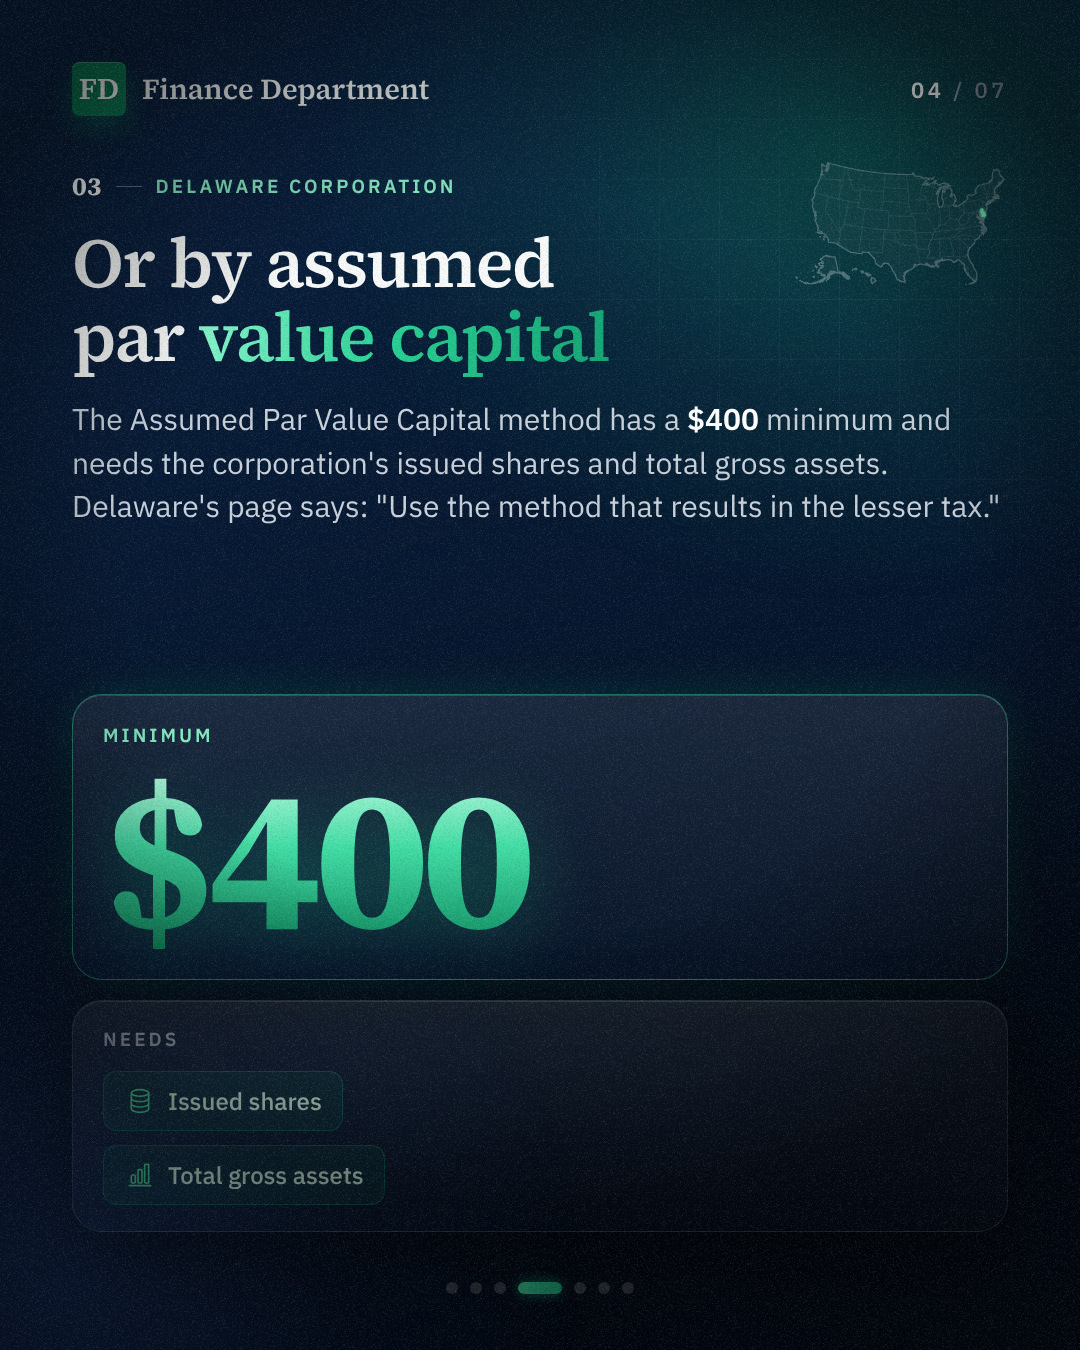 FD Finance Department
04 / 07
03 — DELAWARE CORPORATION
Or by assumed
par value capital
The Assumed Par Value Capital method has a $400 minimum and
needs the corporation's issued shares and total gross assets.
Delaware's page says: "Use the method that results in the lesser tax."
MINIMUM
$400
NEEDS
Issued shares
Total gross assets